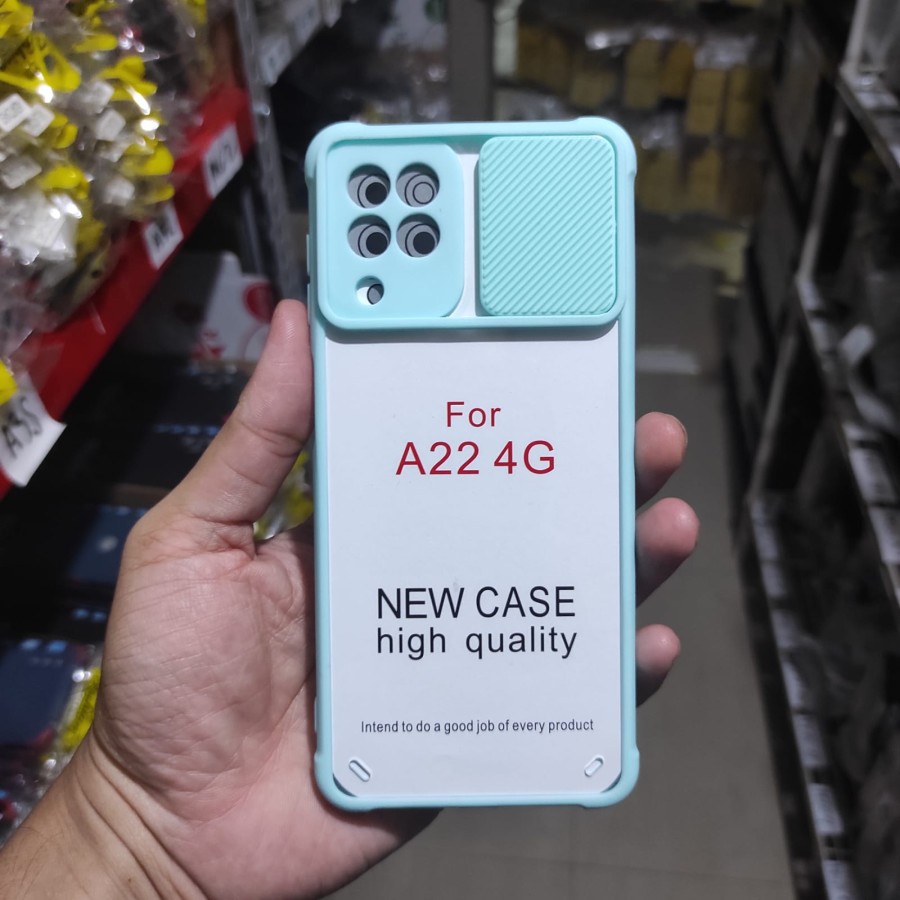 For
A22 4G
NEW CASE
high quality
Intend to do a good job of every product